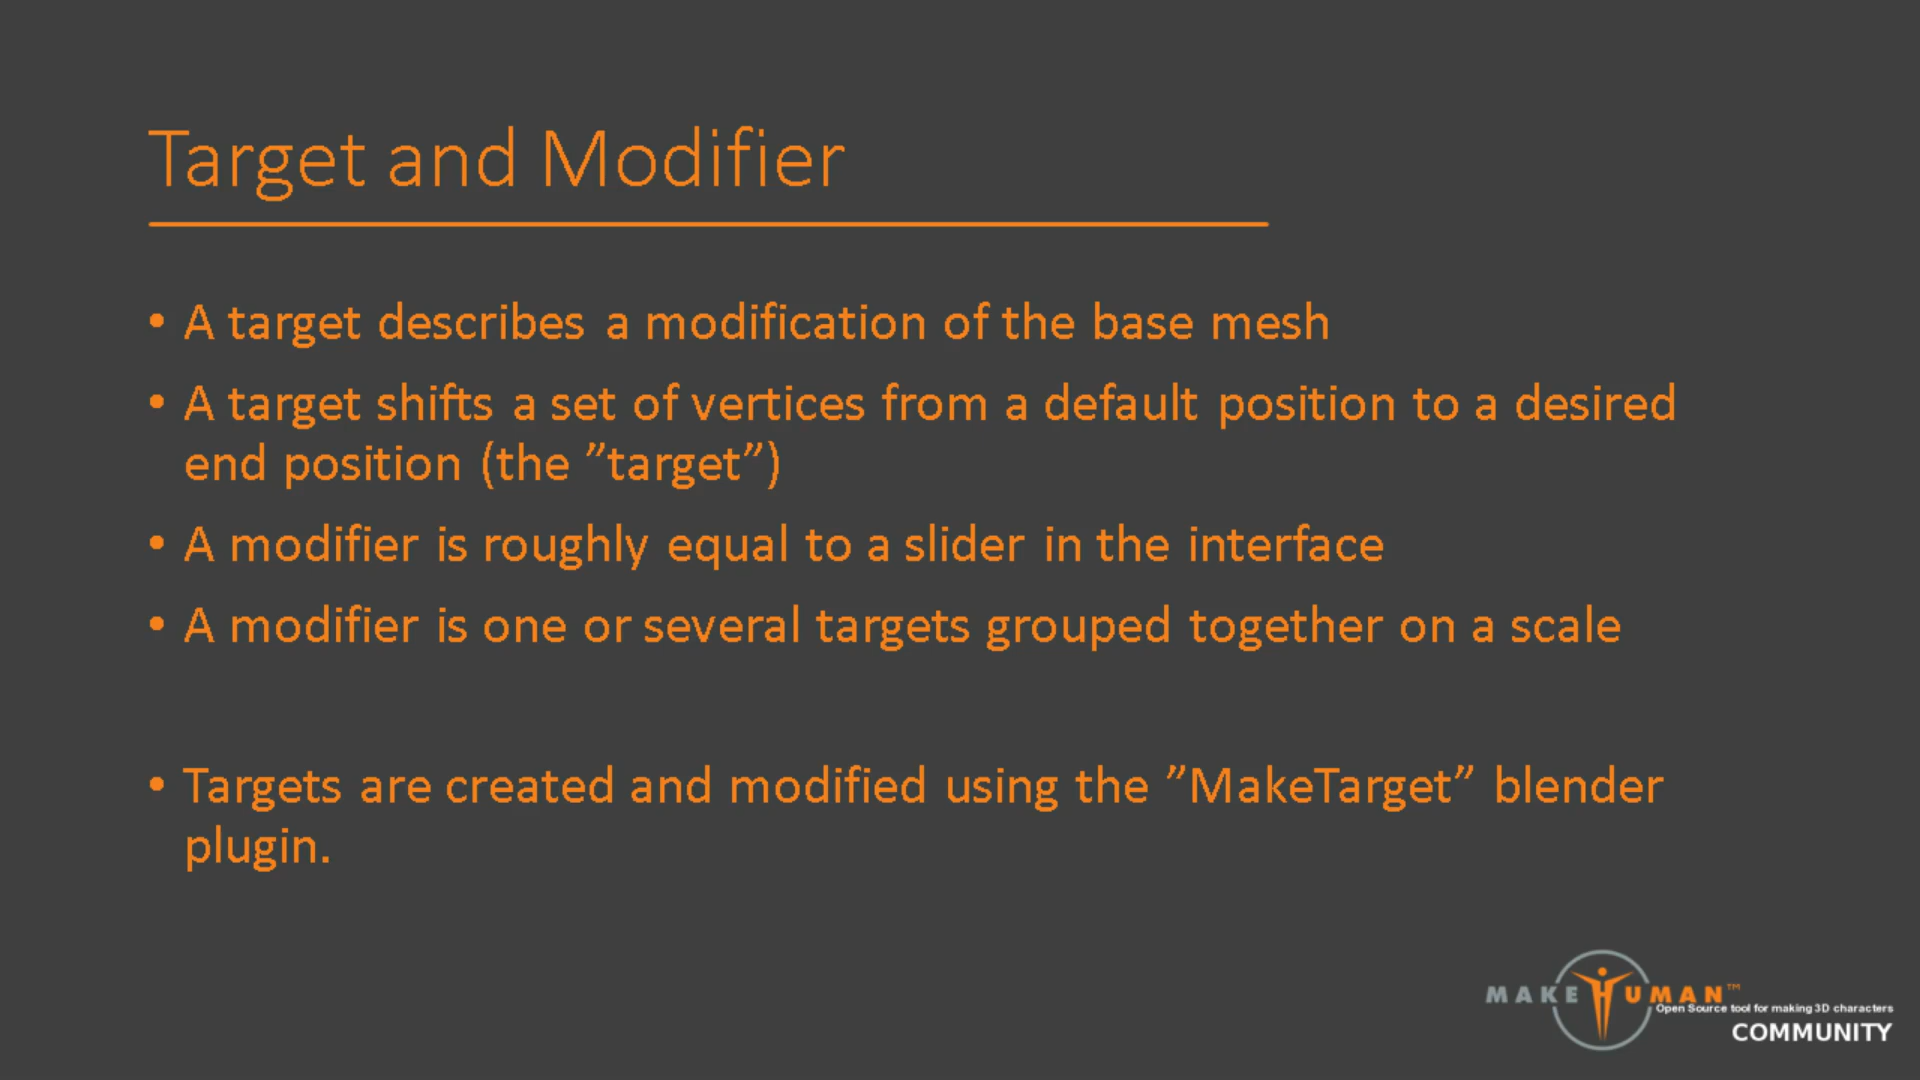 Target and Modifier
• A target describes a modification of the base mesh
• A target shifts a set of vertices from a default position to a desired
end position (the ”target”)
• A modifier is roughly equal to a slider in the interface
• A modifier is one or several targets grouped together on a scale
• Targets are created and modified using the ”MakeTarget” blender
plugin.
MAKEHUMAN™
Open Source tool for making 3D characters
COMMUNITY